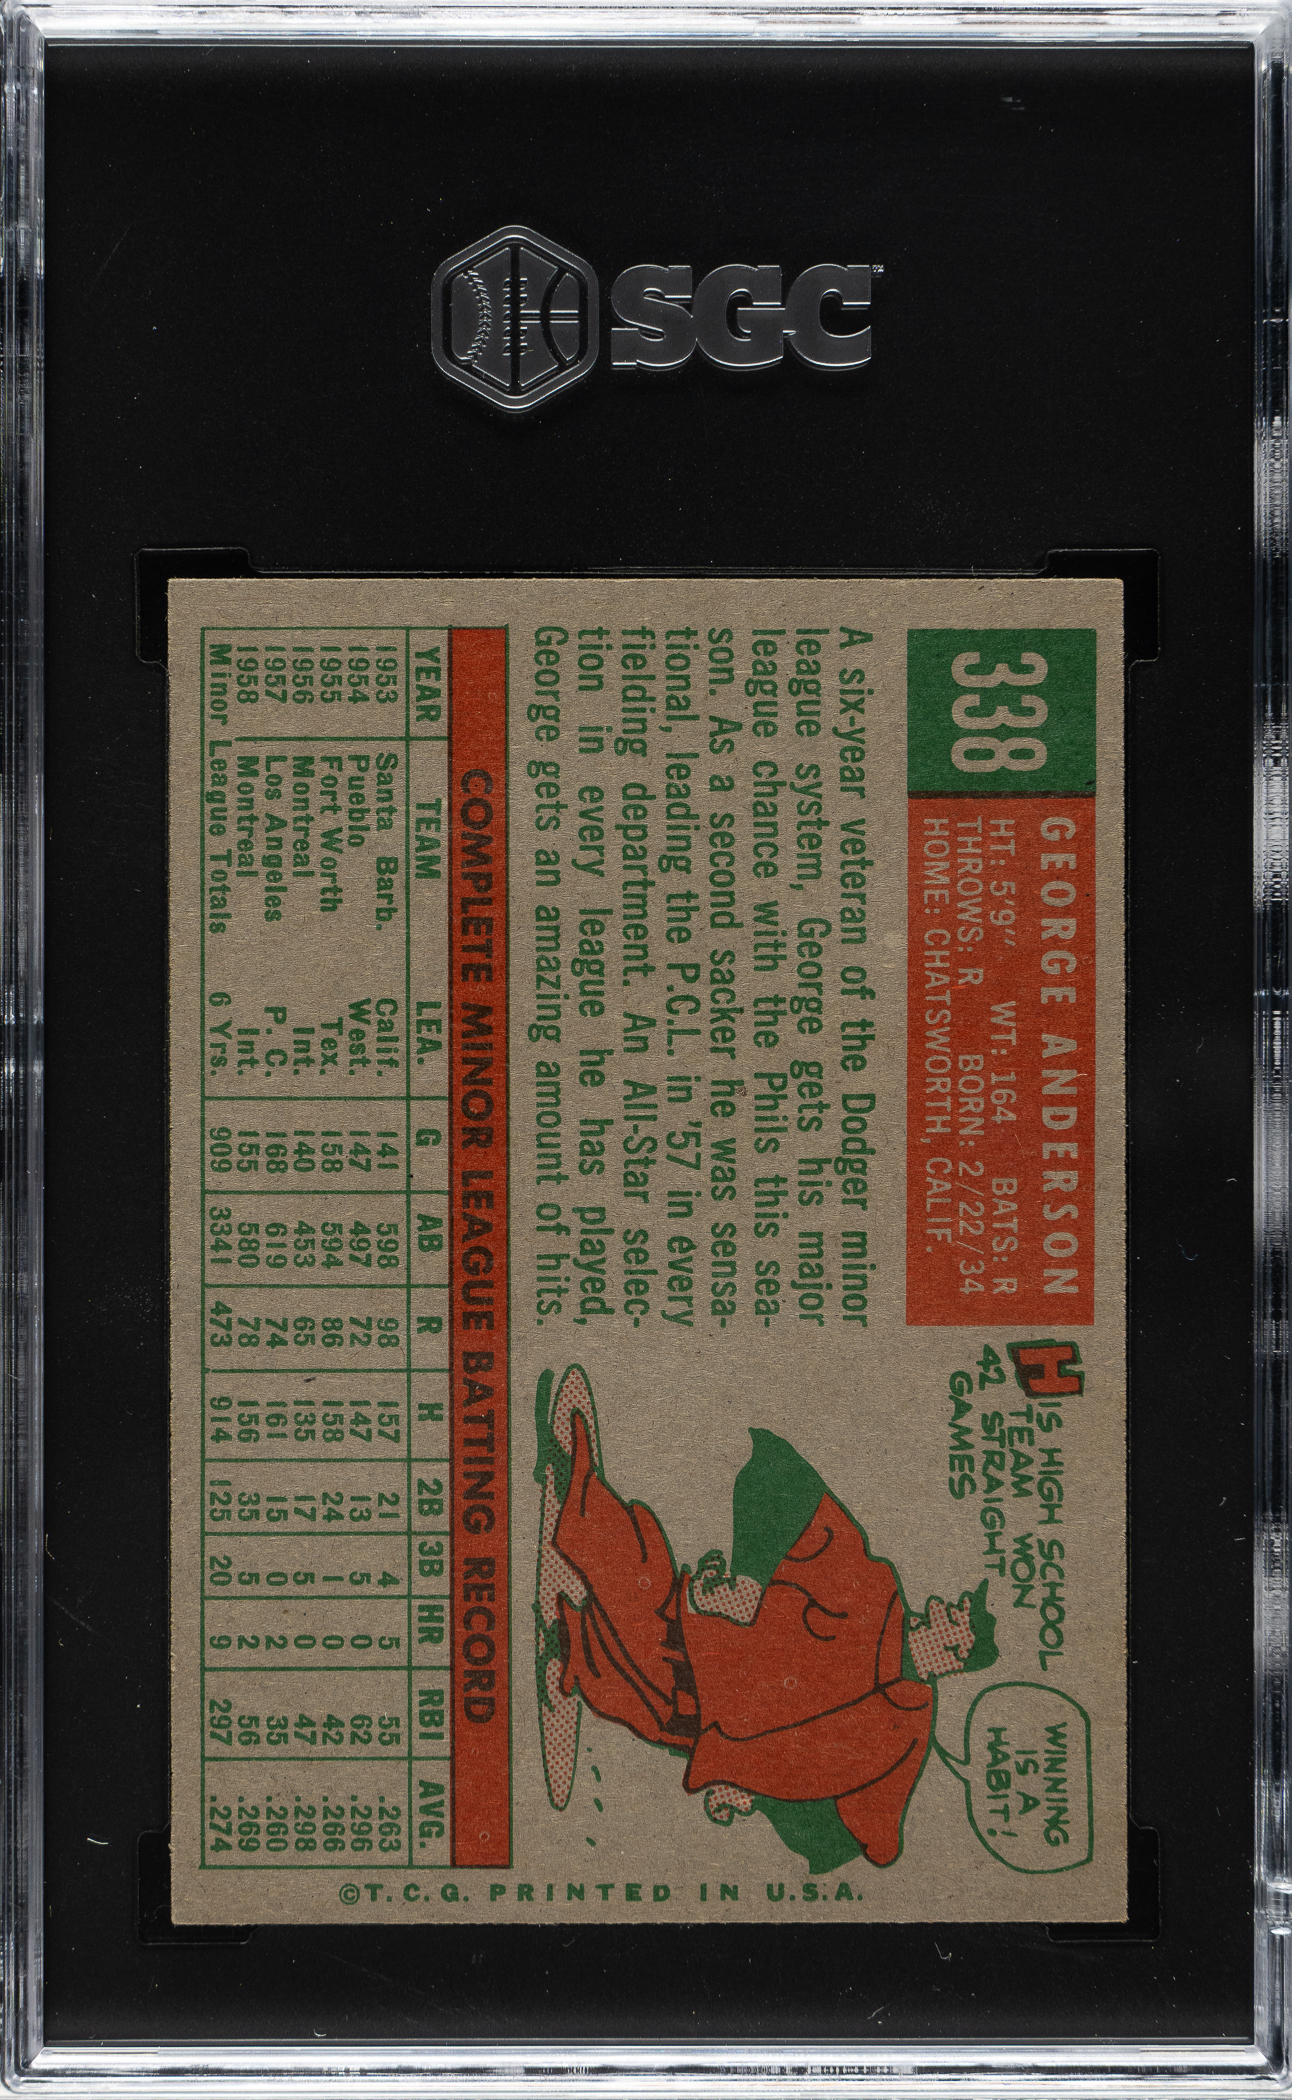 SGC
338
GEORGE ANDERSON
HT: 5'9" WT: 164 BATS: R
THROWS: R BORN: 2/22/34
HOME: CHATSWORTH, CALIF.
A six-year veteran of the Dodger minor
league system, George gets his major
league chance with the Phils this sea-
son. As a second sacker he was sensa-
tional, leading the P.C.L. in '57 in every
fielding department. An All-Star selec-
tion in every league he has played,
George gets an amazing amount of hits.
HIS HIGH SCHOOL
TEAM WON
42 STRAIGHT
GAMES
WINNING
IS A
HABIT!
COMPLETE MINOR LEAGUE BATTING RECORD
YEAR TEAM LEA. G AB R H 2B 3B HR RBI AVG.
1953 Santa Barb. Calif. 141 598 98 157 21 4 5 55 .263
1954 Pueblo West. 147 497 72 147 13 5 0 62 .296
1955 Fort Worth Tex. 158 594 86 158 24 1 0 42 .266
1956 Montreal Int. 140 453 65 135 17 5 0 47 .298
1957 Los Angeles P. C. 168 619 74 161 15 0 2 35 .260
1958 Montreal Int. 155 580 78 156 35 5 2 56 .269
Minor League Totals 6 Yrs. 909 3341 473 914 125 20 9 297 .274
©T.C.G. PRINTED IN U.S.A.